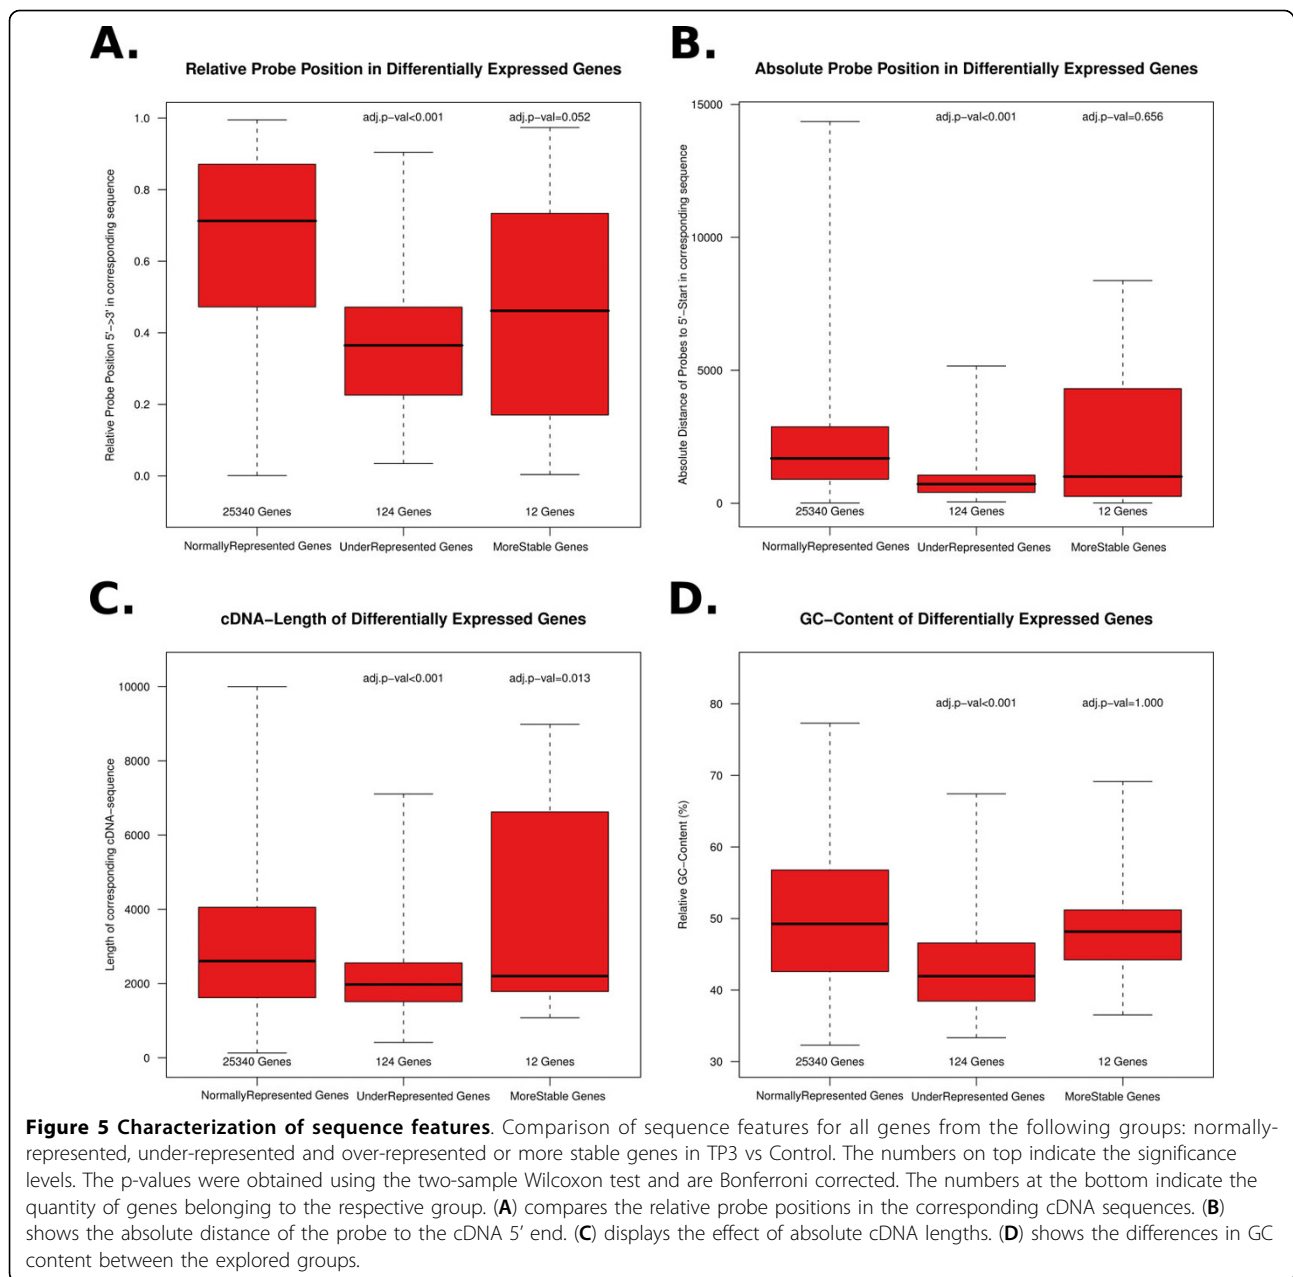 A.
Relative Probe Position in Differentially Expressed Genes
Relative Probe Position 5'->3' in corresponding sequence
1.0
0.8
0.6
0.4
0.2
0.0
adj.p-val<0.001
adj.p-val=0.052
25340 Genes
124 Genes
12 Genes
NormallyRepresented Genes
UnderRepresented Genes
MoreStable Genes
B.
Absolute Probe Position in Differentially Expressed Genes
Absolute Distance of Probes to 5'-Start in corresponding sequence
15000
10000
5000
0
adj.p-val<0.001
adj.p-val=0.656
25340 Genes
124 Genes
12 Genes
NormallyRepresented Genes
UnderRepresented Genes
MoreStable Genes
C.
cDNA-Length of Differentially Expressed Genes
Length of corresponding cDNA-sequence
10000
8000
6000
4000
2000
0
adj.p-val<0.001
adj.p-val=0.013
25340 Genes
124 Genes
12 Genes
NormallyRepresented Genes
UnderRepresented Genes
MoreStable Genes
D.
GC-Content of Differentially Expressed Genes
Relative GC-Content (%)
80
70
60
50
40
30
adj.p-val<0.001
adj.p-val=1.000
25340 Genes
124 Genes
12 Genes
NormallyRepresented Genes
UnderRepresented Genes
MoreStable Genes
Figure 5 Characterization of sequence features. Comparison of sequence features for all genes from the following groups: normally-
represented, under-represented and over-represented or more stable genes in TP3 vs Control. The numbers on top indicate the significance
levels. The p-values were obtained using the two-sample Wilcoxon test and are Bonferroni corrected. The numbers at the bottom indicate the
quantity of genes belonging to the respective group. (A) compares the relative probe positions in the corresponding cDNA sequences. (B)
shows the absolute distance of the probe to the cDNA 5' end. (C) displays the effect of absolute cDNA lengths. (D) shows the differences in GC
content between the explored groups.